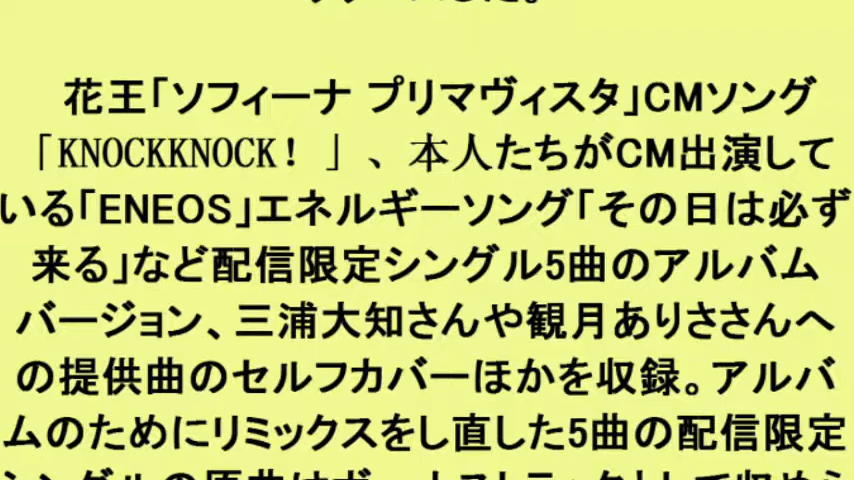 花王「ソフィーナ プリマヴィスタ」CMソング
「KNOCKKNOCK！」、本人たちがCM出演して
いる「ENEOS」エネルギーソング「その日は必ず
来る」など配信限定シングル5曲のアルバム
バージョン、三浦大知さんや観月ありささんへ
の提供曲のセルフカバーほかを収録。アルバ
ムのためにリミックスをし直した5曲の配信限定